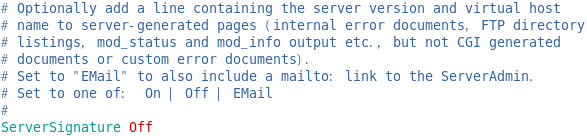 # Optionally add a line containing the server version and virtual host
# name to server-generated pages (internal error documents, FTP directory
# listings, mod_status and mod_info output etc., but not CGI generated
# documents or custom error documents).
# Set to "EMail" to also include a mailto: link to the ServerAdmin.
# Set to one of:  On | Off | EMail
#
ServerSignature Off